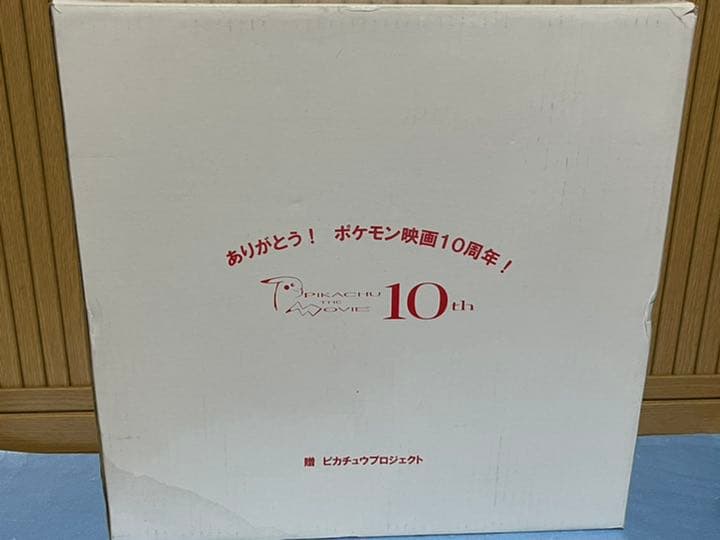 ありがとう！　ポケモン映画１０周年！
PIKACHU
THE
MOVIE
10th
贈　ピカチュウプロジェクト